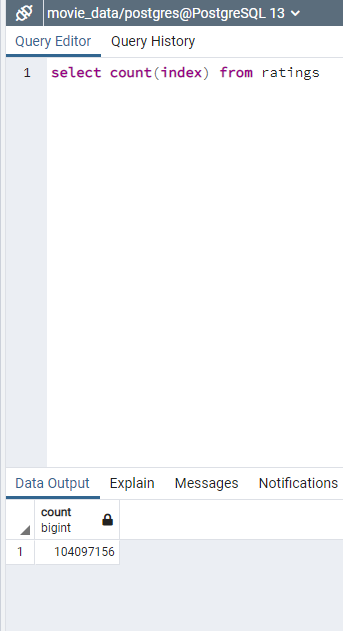 movie_data/postgres@PostgreSQL 13
Query Editor Query History
1 select count(index) from ratings
Data Output Explain Messages Notifications
count
bigint
1 104097156